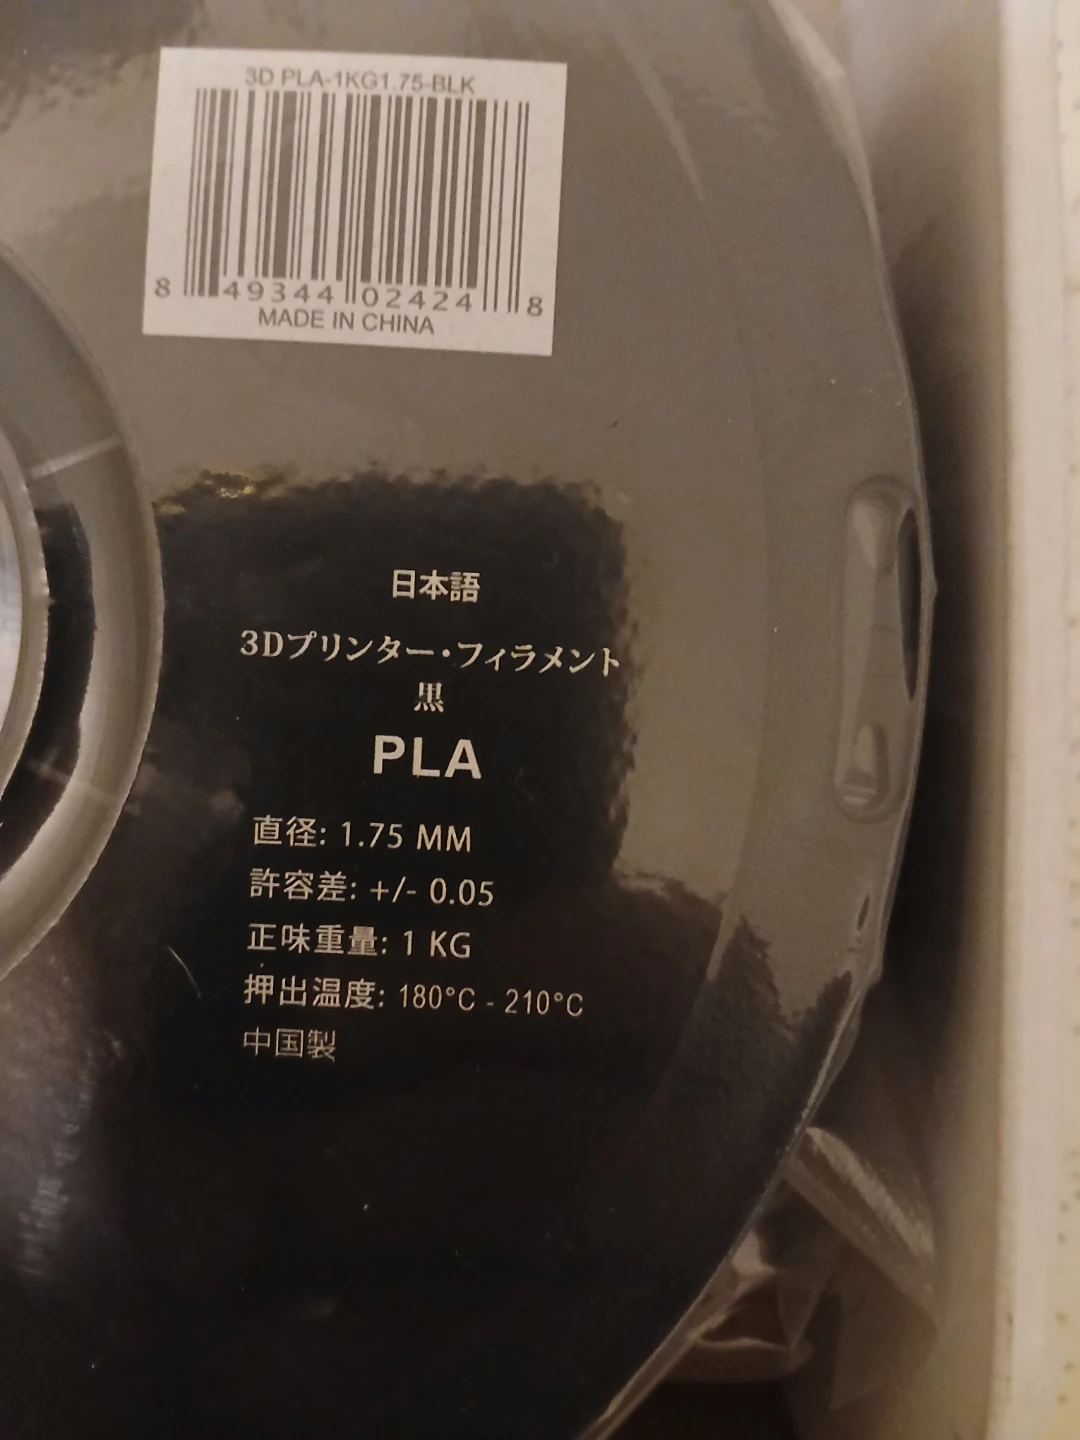 3D PLA-1KG1.75-BLK
8 49344 02424 8
MADE IN CHINA
日本語
3Dプリンター・フィラメント
黒
PLA
直径: 1.75 MM
許容差: +/- 0.05
正味重量: 1 KG
押出温度: 180°C - 210°C
中国製